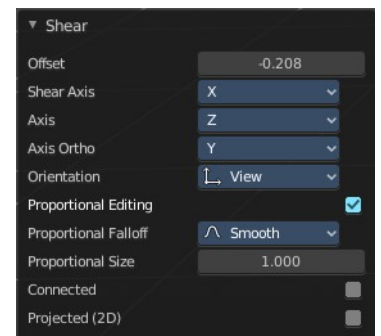 Shear
Offset -0.208
Shear Axis X
Axis Z
Axis Ortho Y
Orientation View
Proportional Editing
Proportional Falloff Smooth
Proportional Size 1.000
Connected
Projected (2D)